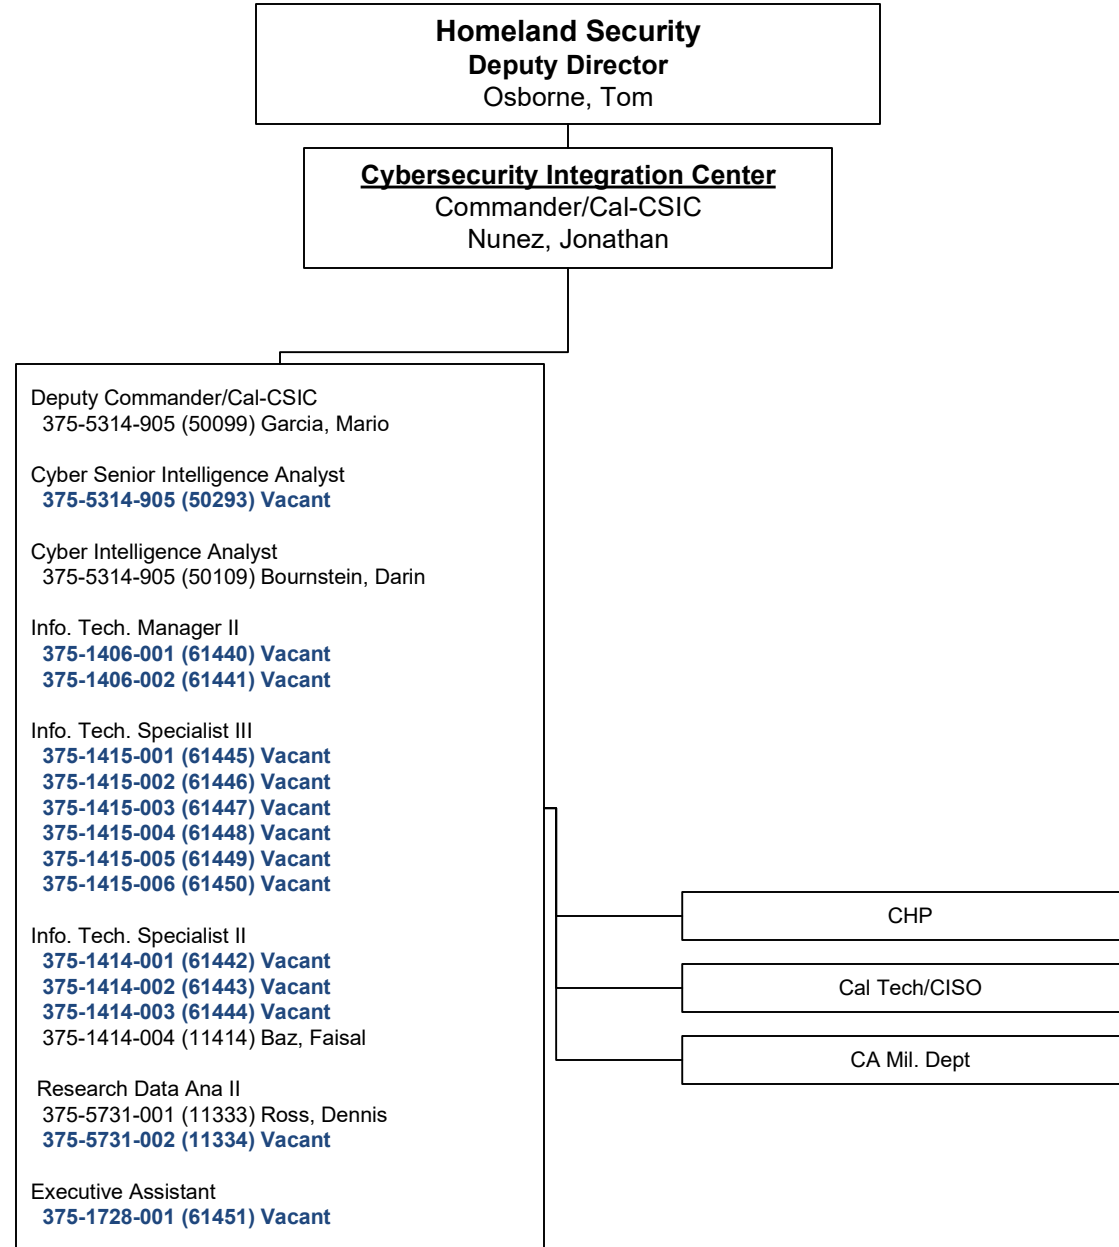 Homeland Security
Deputy Director
Osborne, Tom
Cybersecurity Integration Center
Commander/Cal-CSIC
Nunez, Jonathan
Deputy Commander/Cal-CSIC
375-5314-905 (50099) Garcia, Mario
Cyber Senior Intelligence Analyst
375-5314-905 (50293) Vacant
Cyber Intelligence Analyst
375-5314-905 (50109) Bournstein, Darin
Info. Tech. Manager II
375-1406-001 (61440) Vacant
375-1406-002 (61441) Vacant
Info. Tech. Specialist III
375-1415-001 (61445) Vacant
375-1415-002 (61446) Vacant
375-1415-003 (61447) Vacant
375-1415-004 (61448) Vacant
375-1415-005 (61449) Vacant
375-1415-006 (61450) Vacant
Info. Tech. Specialist II
375-1414-001 (61442) Vacant
375-1414-002 (61443) Vacant
375-1414-003 (61444) Vacant
375-1414-004 (11414) Baz, Faisal
Research Data Ana II
375-5731-001 (11333) Ross, Dennis
375-5731-002 (11334) Vacant
Executive Assistant
375-1728-001 (61451) Vacant
CHP
Cal Tech/CISO
CA Mil. Dept